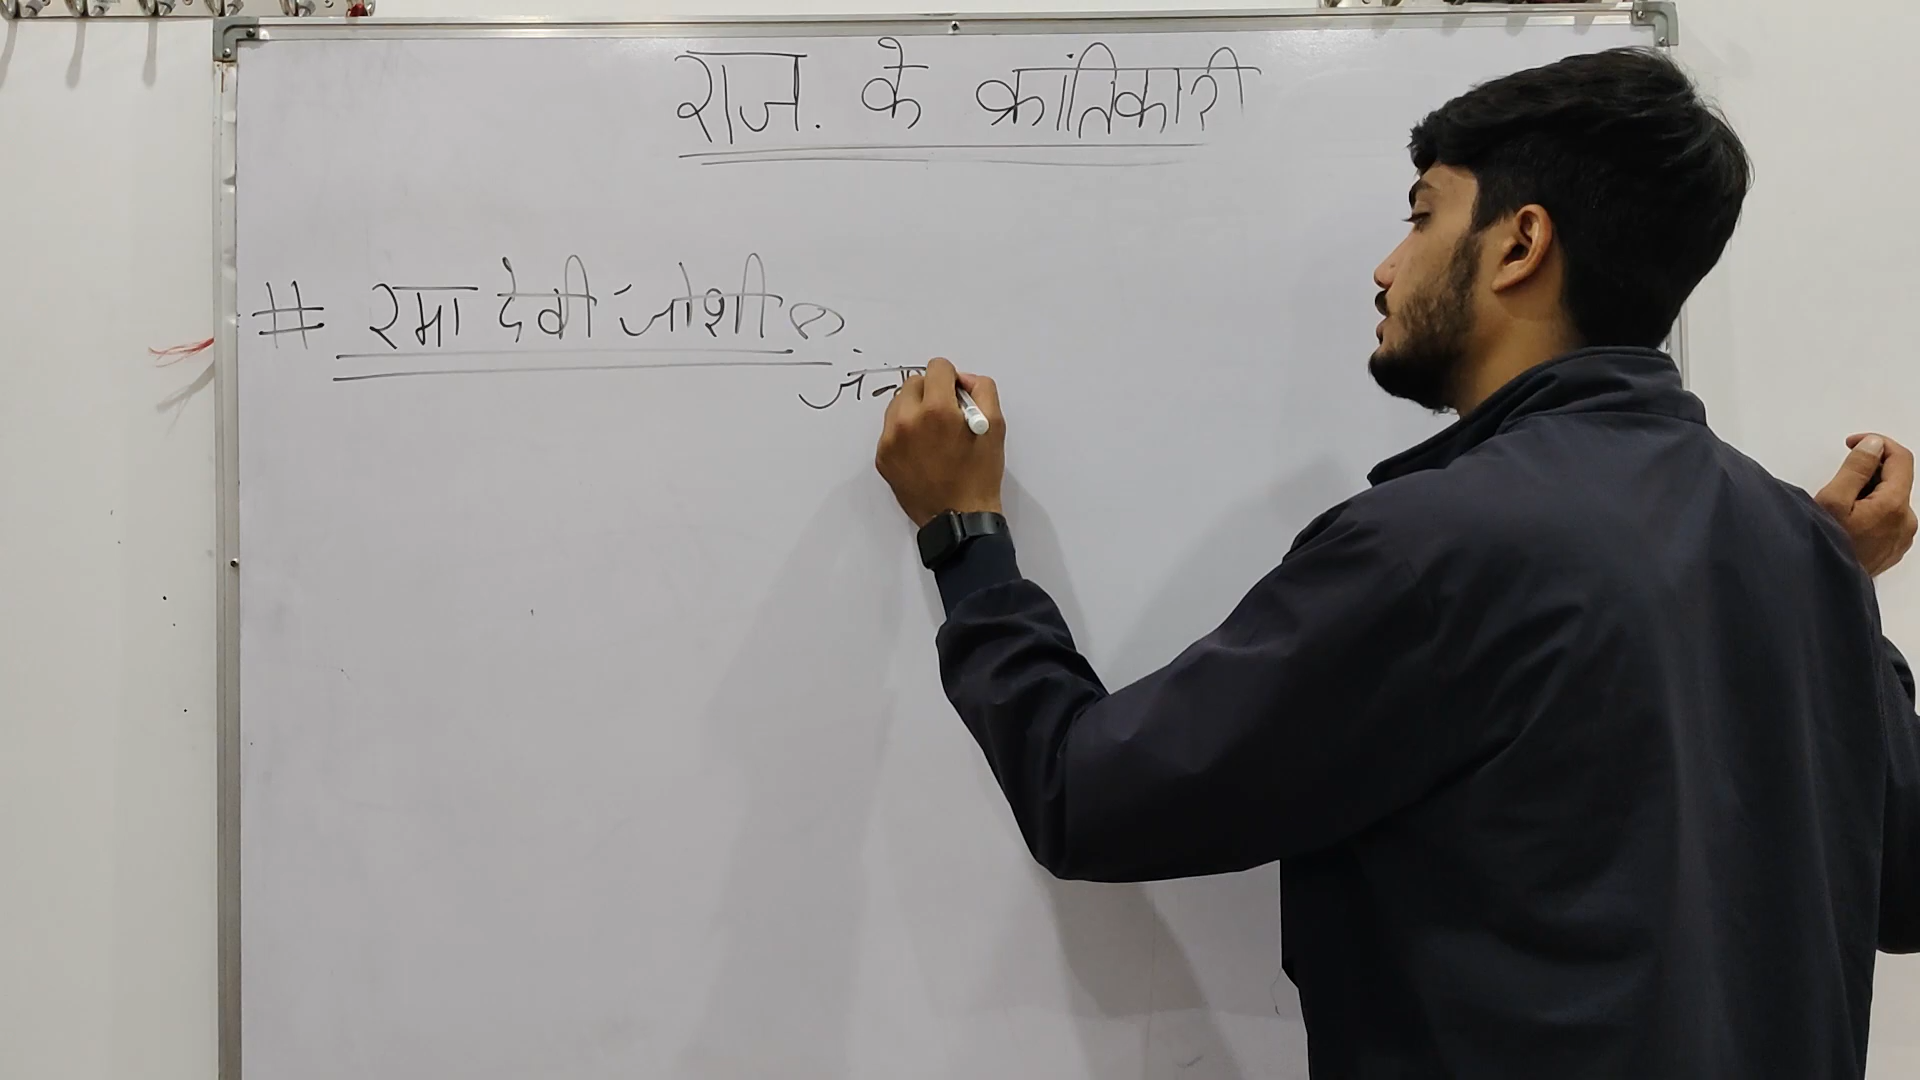 राज. के क्रांतिकारी
# रमा देवी जोशी